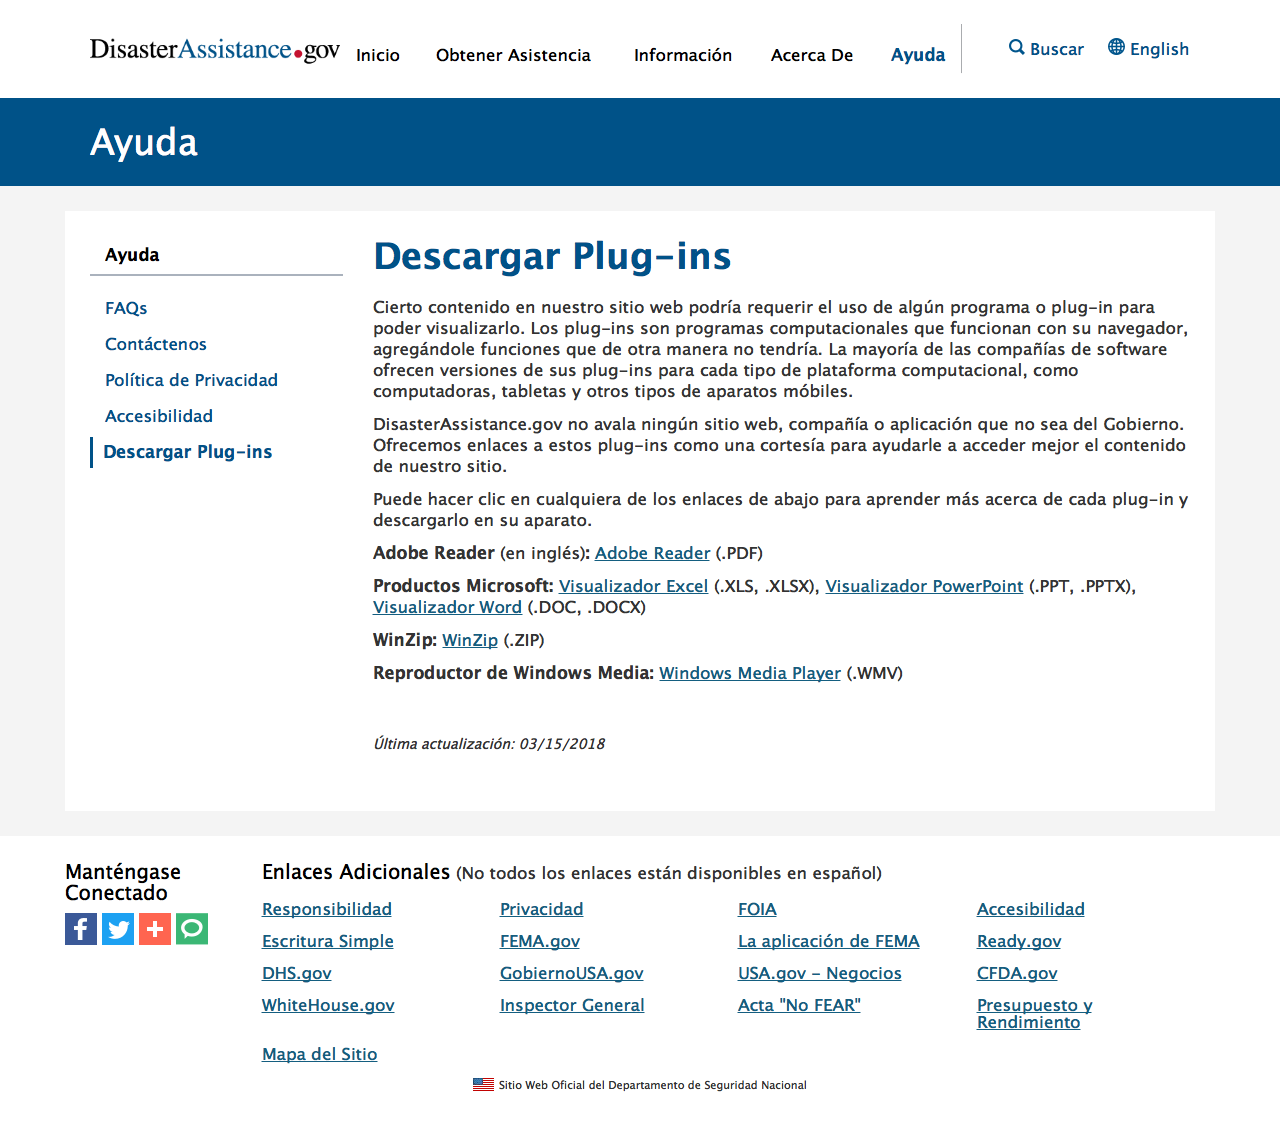 DisasterAssistance.gov
Inicio
Obtener Asistencia
Información
Acerca De
Ayuda
Buscar
English
Ayuda
Ayuda
FAQs
Contáctenos
Política de Privacidad
Accesibilidad
Descargar Plug-ins
Descargar Plug-ins
Cierto contenido en nuestro sitio web podría requerir el uso de algún programa o plug-in para
poder visualizarlo. Los plug-ins son programas computacionales que funcionan con su navegador,
agregándole funciones que de otra manera no tendría. La mayoría de las compañías de software
ofrecen versiones de sus plug-ins para cada tipo de plataforma computacional, como
computadoras, tabletas y otros tipos de aparatos móbiles.
DisasterAssistance.gov no avala ningún sitio web, compañía o aplicación que no sea del Gobierno.
Ofrecemos enlaces a estos plug-ins como una cortesía para ayudarle a acceder mejor el contenido
de nuestro sitio.
Puede hacer clic en cualquiera de los enlaces de abajo para aprender más acerca de cada plug-in y
descargarlo en su aparato.
Adobe Reader (en inglés): Adobe Reader (.PDF)
Productos Microsoft: Visualizador Excel (.XLS, .XLSX), Visualizador PowerPoint (.PPT, .PPTX),
Visualizador Word (.DOC, .DOCX)
WinZip: WinZip (.ZIP)
Reproductor de Windows Media: Windows Media Player (.WMV)
Última actualización: 03/15/2018
Manténgase
Conectado
Enlaces Adicionales (No todos los enlaces están disponibles en español)
Responsibilidad
Privacidad
FOIA
Accesibilidad
Escritura Simple
FEMA.gov
La aplicación de FEMA
Ready.gov
DHS.gov
GobiernoUSA.gov
USA.gov - Negocios
CFDA.gov
WhiteHouse.gov
Inspector General
Acta "No FEAR"
Presupuesto y
Rendimiento
Mapa del Sitio
Sitio Web Oficial del Departamento de Seguridad Nacional